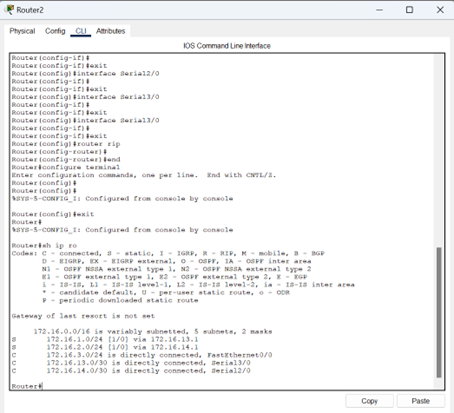 Router2
Physical Config CLI Attributes
IOS Command Line Interface
Router(config-if)#
Router(config-if)#exit
Router(config)#interface Serial2/0
Router(config-if)#
Router(config-if)#exit
Router(config)#interface Serial3/0
Router(config-if)#
Router(config-if)#exit
Router(config)#interface Serial3/0
Router(config-if)#
Router(config-if)#exit
Router(config)#router rip
Router(config-router)#
Router(config-router)#end
Router#configure terminal
Enter configuration commands, one per line. End with CNTL/Z.
Router(config)#
Router(config)#
%SYS-5-CONFIG_I: Configured from console by console
Router(config)#exit
Router#
%SYS-5-CONFIG_I: Configured from console by console
Router#sh ip ro
Codes: C - connected, S - static, I - IGRP, R - RIP, M - mobile, B - BGP
D - EIGRP, EX - EIGRP external, O - OSPF, IA - OSPF inter area
N1 - OSPF NSSA external type 1, N2 - OSPF NSSA external type 2
E1 - OSPF external type 1, E2 - OSPF external type 2, E - EGP
i - IS-IS, L1 - IS-IS level-1, L2 - IS-IS level-2, ia - IS-IS inter area
* - candidate default, U - per-user static route, o - ODR
P - periodic downloaded static route
Gateway of last resort is not set
172.16.0.0/16 is variably subnetted, 5 subnets, 2 masks
S 172.16.1.0/24 [1/0] via 172.16.13.1
S 172.16.2.0/24 [1/0] via 172.16.14.1
C 172.16.3.0/24 is directly connected, FastEthernet0/0
C 172.16.13.0/30 is directly connected, Serial3/0
C 172.16.14.0/30 is directly connected, Serial2/0
Router#
Copy Paste